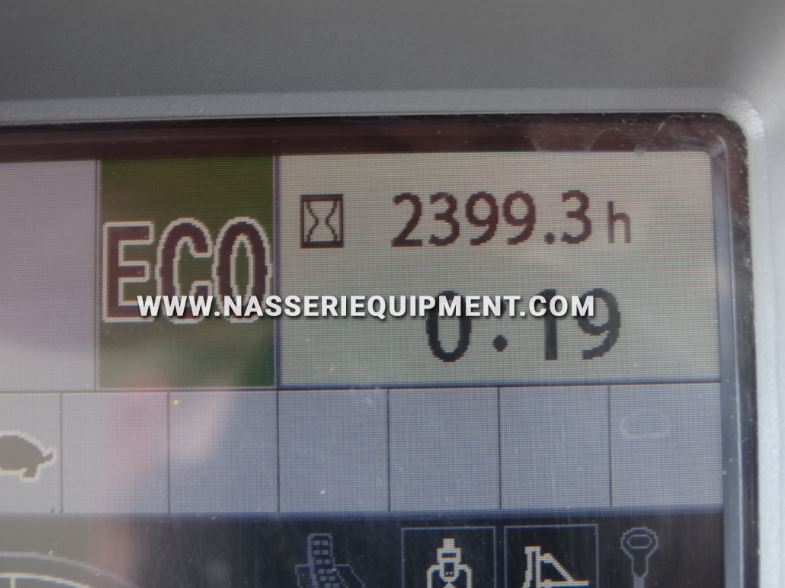 ECO
2399.3 h
0.19
WWW.NASSERIEQUIPMENT.COM